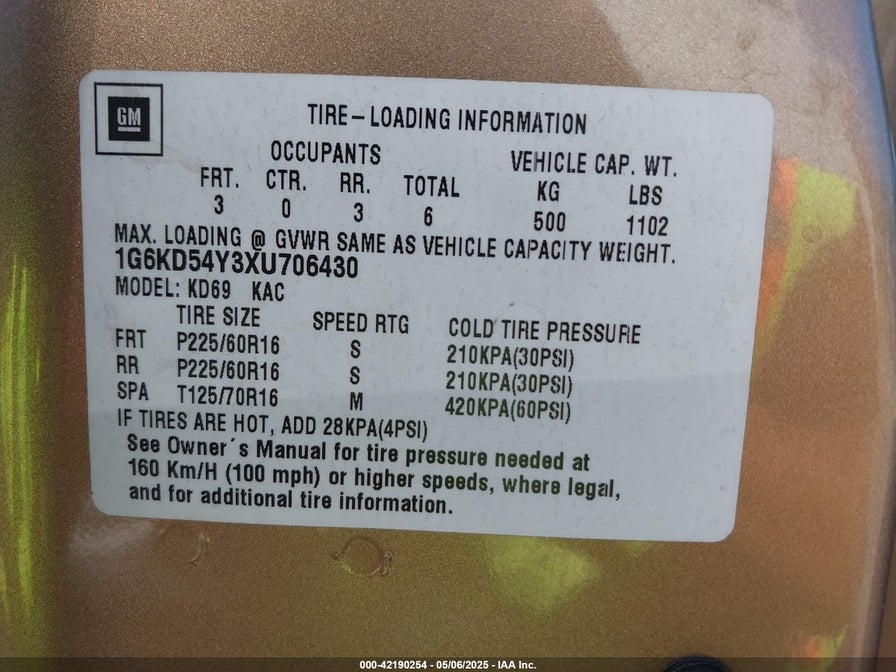 GM
TIRE-LOADING INFORMATION
OCCUPANTS VEHICLE CAP. WT.
FRT. CTR. RR. TOTAL KG LBS
3 0 3 6 500 1102
MAX. LOADING @ GVWR SAME AS VEHICLE CAPACITY WEIGHT.
1G6KD54Y3XU706430
MODEL: KD69 KAC
TIRE SIZE SPEED RTG COLD TIRE PRESSURE
FRT P225/60R16 S 210KPA(30PSI)
RR P225/60R16 S 210KPA(30PSI)
SPA T125/70R16 M 420KPA(60PSI)
IF TIRES ARE HOT, ADD 28KPA(4PSI)
See Owner´s Manual for tire pressure needed at
160 Km/H (100 mph) or higher speeds, where legal,
and for additional tire information.
000-42190254 - 05/06/2025 - IAA Inc.